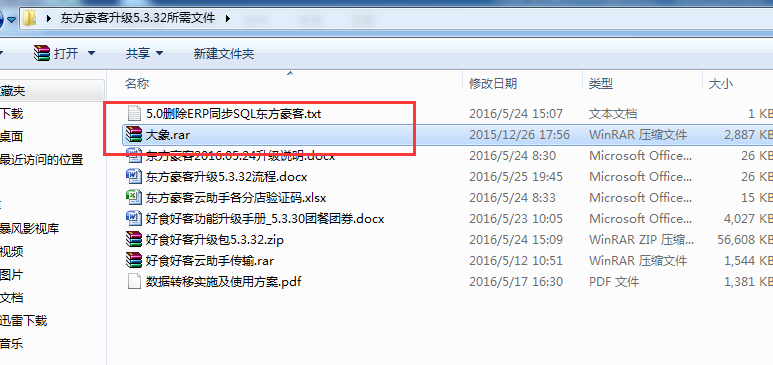 东方豪客升级5.3.32所需文件
打开 共享 新建文件夹
收藏夹
下载
桌面
最近访问的位置
暴风影视库
视频
图片
文档
迅雷下载
音乐
名称 修改日期 类型 大小
5.0删除ERP同步SQL东方豪客.txt 2016/5/24 15:07 文本文档 1 KB
大象.rar 2015/12/26 17:56 WinRAR 压缩文件 2,887 KB
东方豪客2016.05.24升级说明.docx 2016/5/24 8:30 Microsoft Office... 26 KB
东方豪客升级5.3.32流程.docx 2016/5/25 19:45 Microsoft Office... 26 KB
东方豪客云助手各分店验证码.xlsx 2016/5/24 8:33 Microsoft Office... 15 KB
好食好客功能升级手册_5.3.30团餐团券.docx 2016/5/23 10:05 Microsoft Office... 4,027 KB
好食好客升级包5.3.32.zip 2016/5/24 15:09 WinRAR ZIP 压缩... 56,608 KB
好食好客云助手传输.rar 2016/5/12 10:51 WinRAR 压缩文件 1,544 KB
数据转移实施及使用方案.pdf 2016/5/17 16:30 PDF 文件 1,381 KB